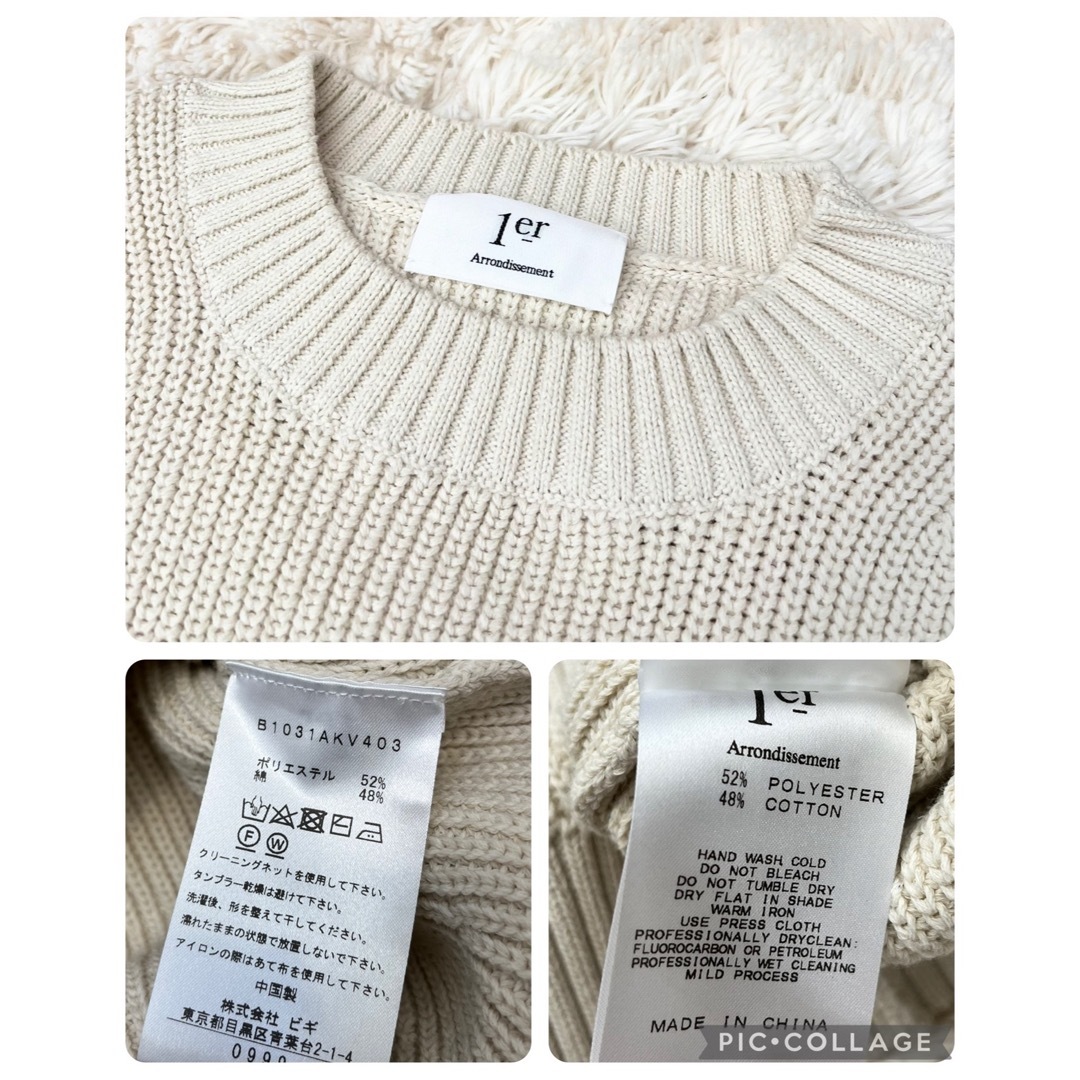 1er
Arrondissement
B1031AKV403
ポリエステル 52%
綿 48%
F W
クリーニングネットを使用して下さい。
タンブラー乾燥は避けて下さい。
洗濯後、形を整えて干してください。
濡れたままの状態で放置しないで下さい。
アイロンの際はあて布を使用して下さい。
中国製
株式会社 ビギ
東京都目黒区青葉台2-1-4
0990
1er
Arrondissement
52% POLYESTER
48% COTTON
HAND WASH COLD
DO NOT BLEACH
DO NOT TUMBLE DRY
DRY FLAT IN SHADE
WARM IRON
USE PRESS CLOTH
PROFESSIONALLY DRYCLEAN:
FLUOROCARBON OR PETROLEUM
PROFESSIONALLY WET CLEANING
MILD PROCESS
MADE IN CHINA
PIC•COLLAGE